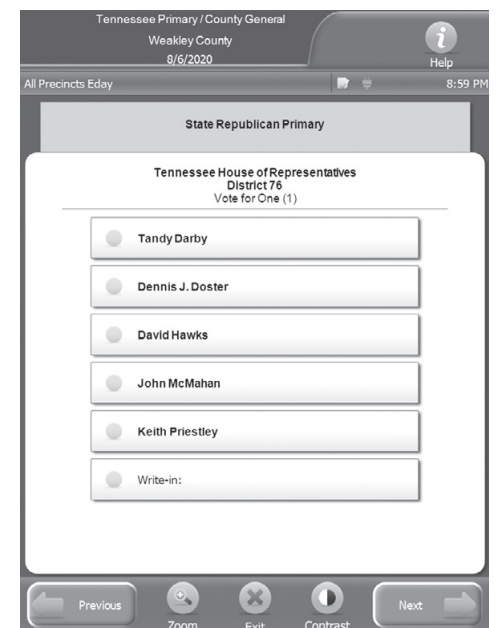 Tennessee Primary / County General
Weakley County
8/6/2020
Help
All Precincts Eday
8:59 PM
State Republican Primary
Tennessee House of Representatives
District 76
Vote for One (1)
Tandy Darby
Dennis J. Doster
David Hawks
John McMahan
Keith Priestley
Write-in:
Previous
Zoom
Exit
Contrast
Next